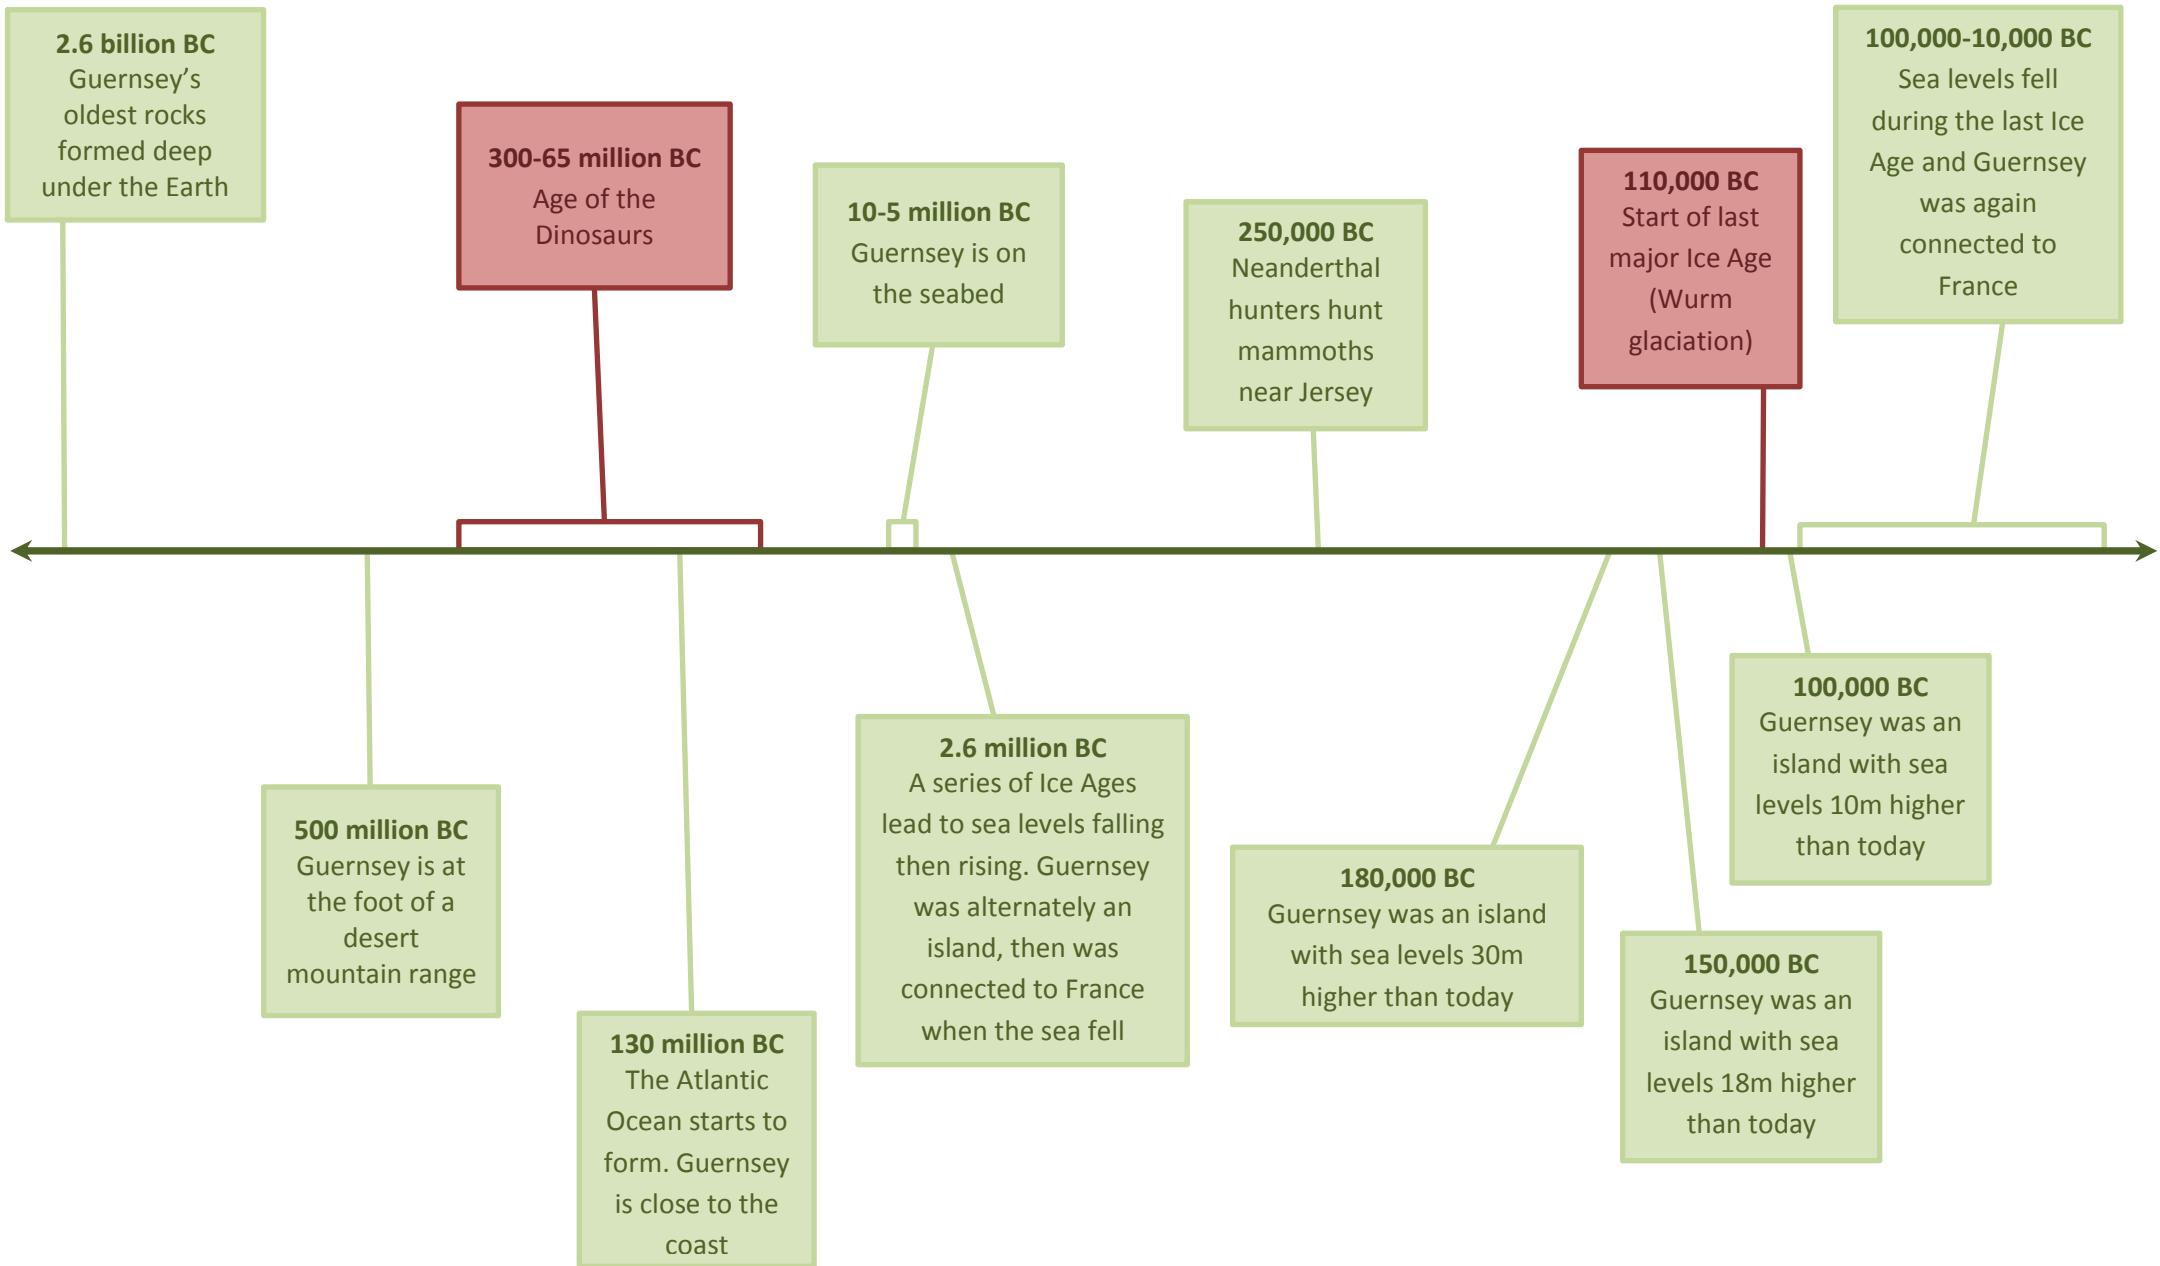 2.6 billion BC
Guernsey’s
oldest rocks
formed deep
under the Earth
300-65 million BC
Age of the
Dinosaurs
10-5 million BC
Guernsey is on
the seabed
250,000 BC
Neanderthal
hunters hunt
mammoths
near Jersey
110,000 BC
Start of last
major Ice Age
(Wurm
glaciation)
100,000-10,000 BC
Sea levels fell
during the last Ice
Age and Guernsey
was again
connected to
France
500 million BC
Guernsey is at
the foot of a
desert
mountain range
130 million BC
The Atlantic
Ocean starts to
form. Guernsey
is close to the
coast
2.6 million BC
A series of Ice Ages
lead to sea levels falling
then rising. Guernsey
was alternately an
island, then was
connected to France
when the sea fell
180,000 BC
Guernsey was an island
with sea levels 30m
higher than today
150,000 BC
Guernsey was an
island with sea
levels 18m higher
than today
100,000 BC
Guernsey was an
island with sea
levels 10m higher
than today